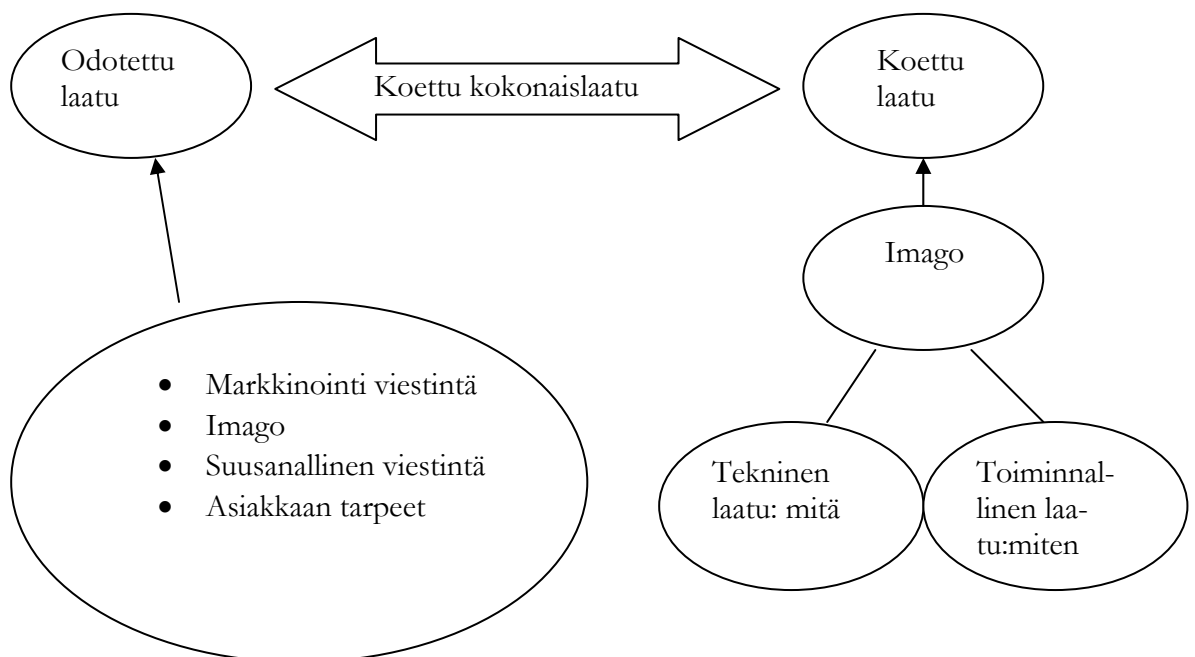 Odotettu
laatu
Koettu kokonaislaatu
Koettu
laatu
Imago
• Markkinointi viestintä
• Imago
• Suusanallinen viestintä
• Asiakkaan tarpeet
Tekninen
laatu: mitä
Toiminnal-
linen laa-
tu:miten